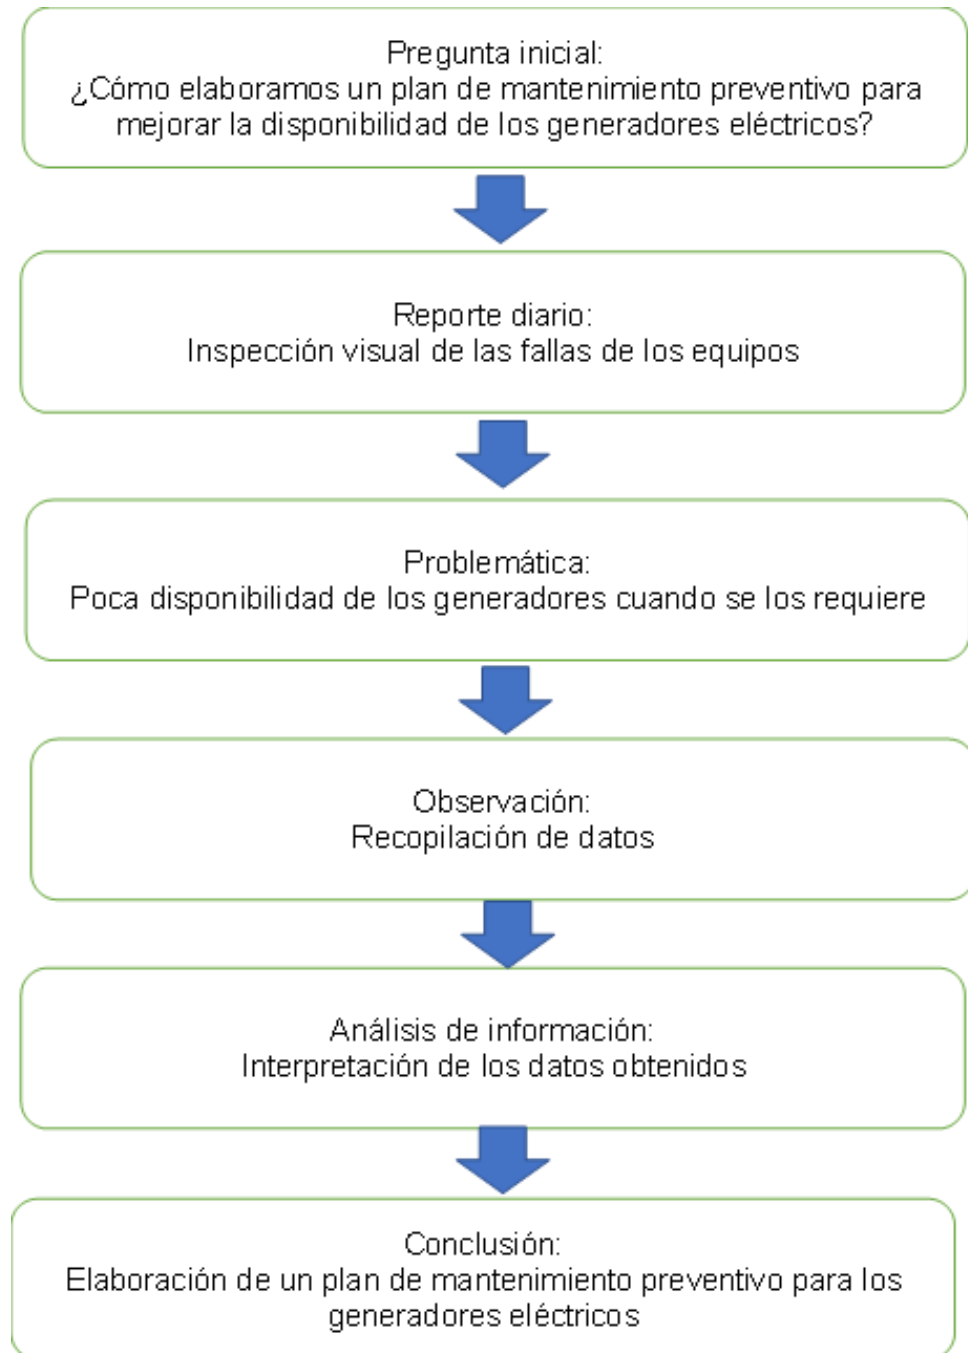 Pregunta inicial:
¿Cómo elaboramos un plan de mantenimiento preventivo para
mejorar la disponibilidad de los generadores eléctricos?
Reporte diario:
Inspección visual de las fallas de los equipos
Problemática:
Poca disponibilidad de los generadores cuando se los requiere
Observación:
Recopilación de datos
Análisis de información:
Interpretación de los datos obtenidos
Conclusión:
Elaboración de un plan de mantenimiento preventivo para los
generadores eléctricos